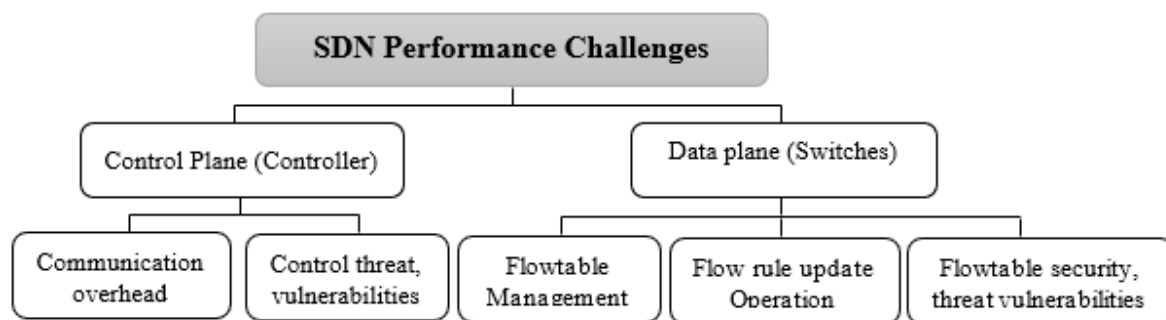 SDN Performance Challenges
Control Plane (Controller)
Data plane (Switches)
Communication
overhead
Control threat,
vulnerabilities
Flowtable
Management
Flow rule update
Operation
Flowtable security,
threat vulnerabilities